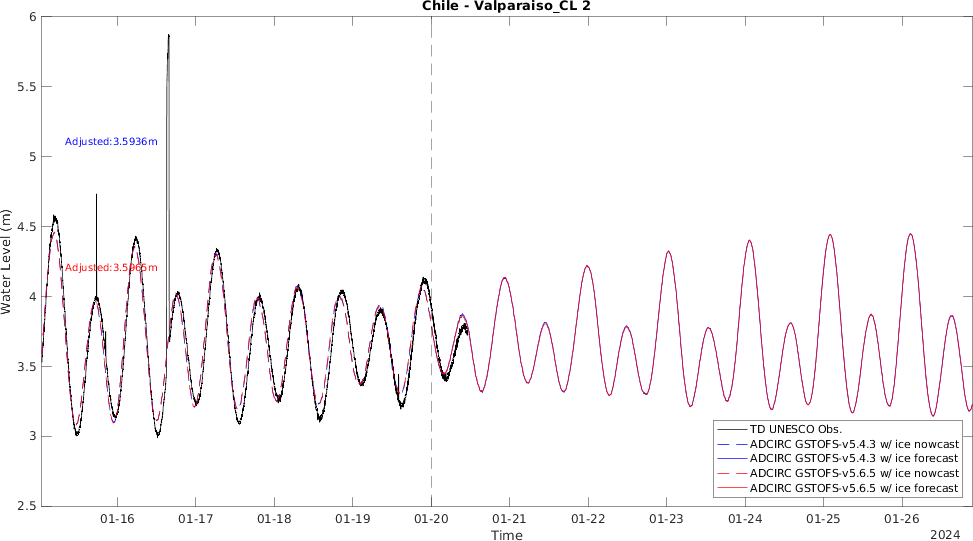 Chile - Valparaiso_CL 2
Water Level (m)
6
5.5
5
4.5
4
3.5
3
2.5
Adjusted:3.5936m
Adjusted:3.5965m
TD UNESCO Obs.
ADCIRC GSTOFS-v5.4.3 w/ ice nowcast
ADCIRC GSTOFS-v5.4.3 w/ ice forecast
ADCIRC GSTOFS-v5.6.5 w/ ice nowcast
ADCIRC GSTOFS-v5.6.5 w/ ice forecast
01-16 01-17 01-18 01-19 01-20 01-21 01-22 01-23 01-24 01-25 01-26
Time
2024